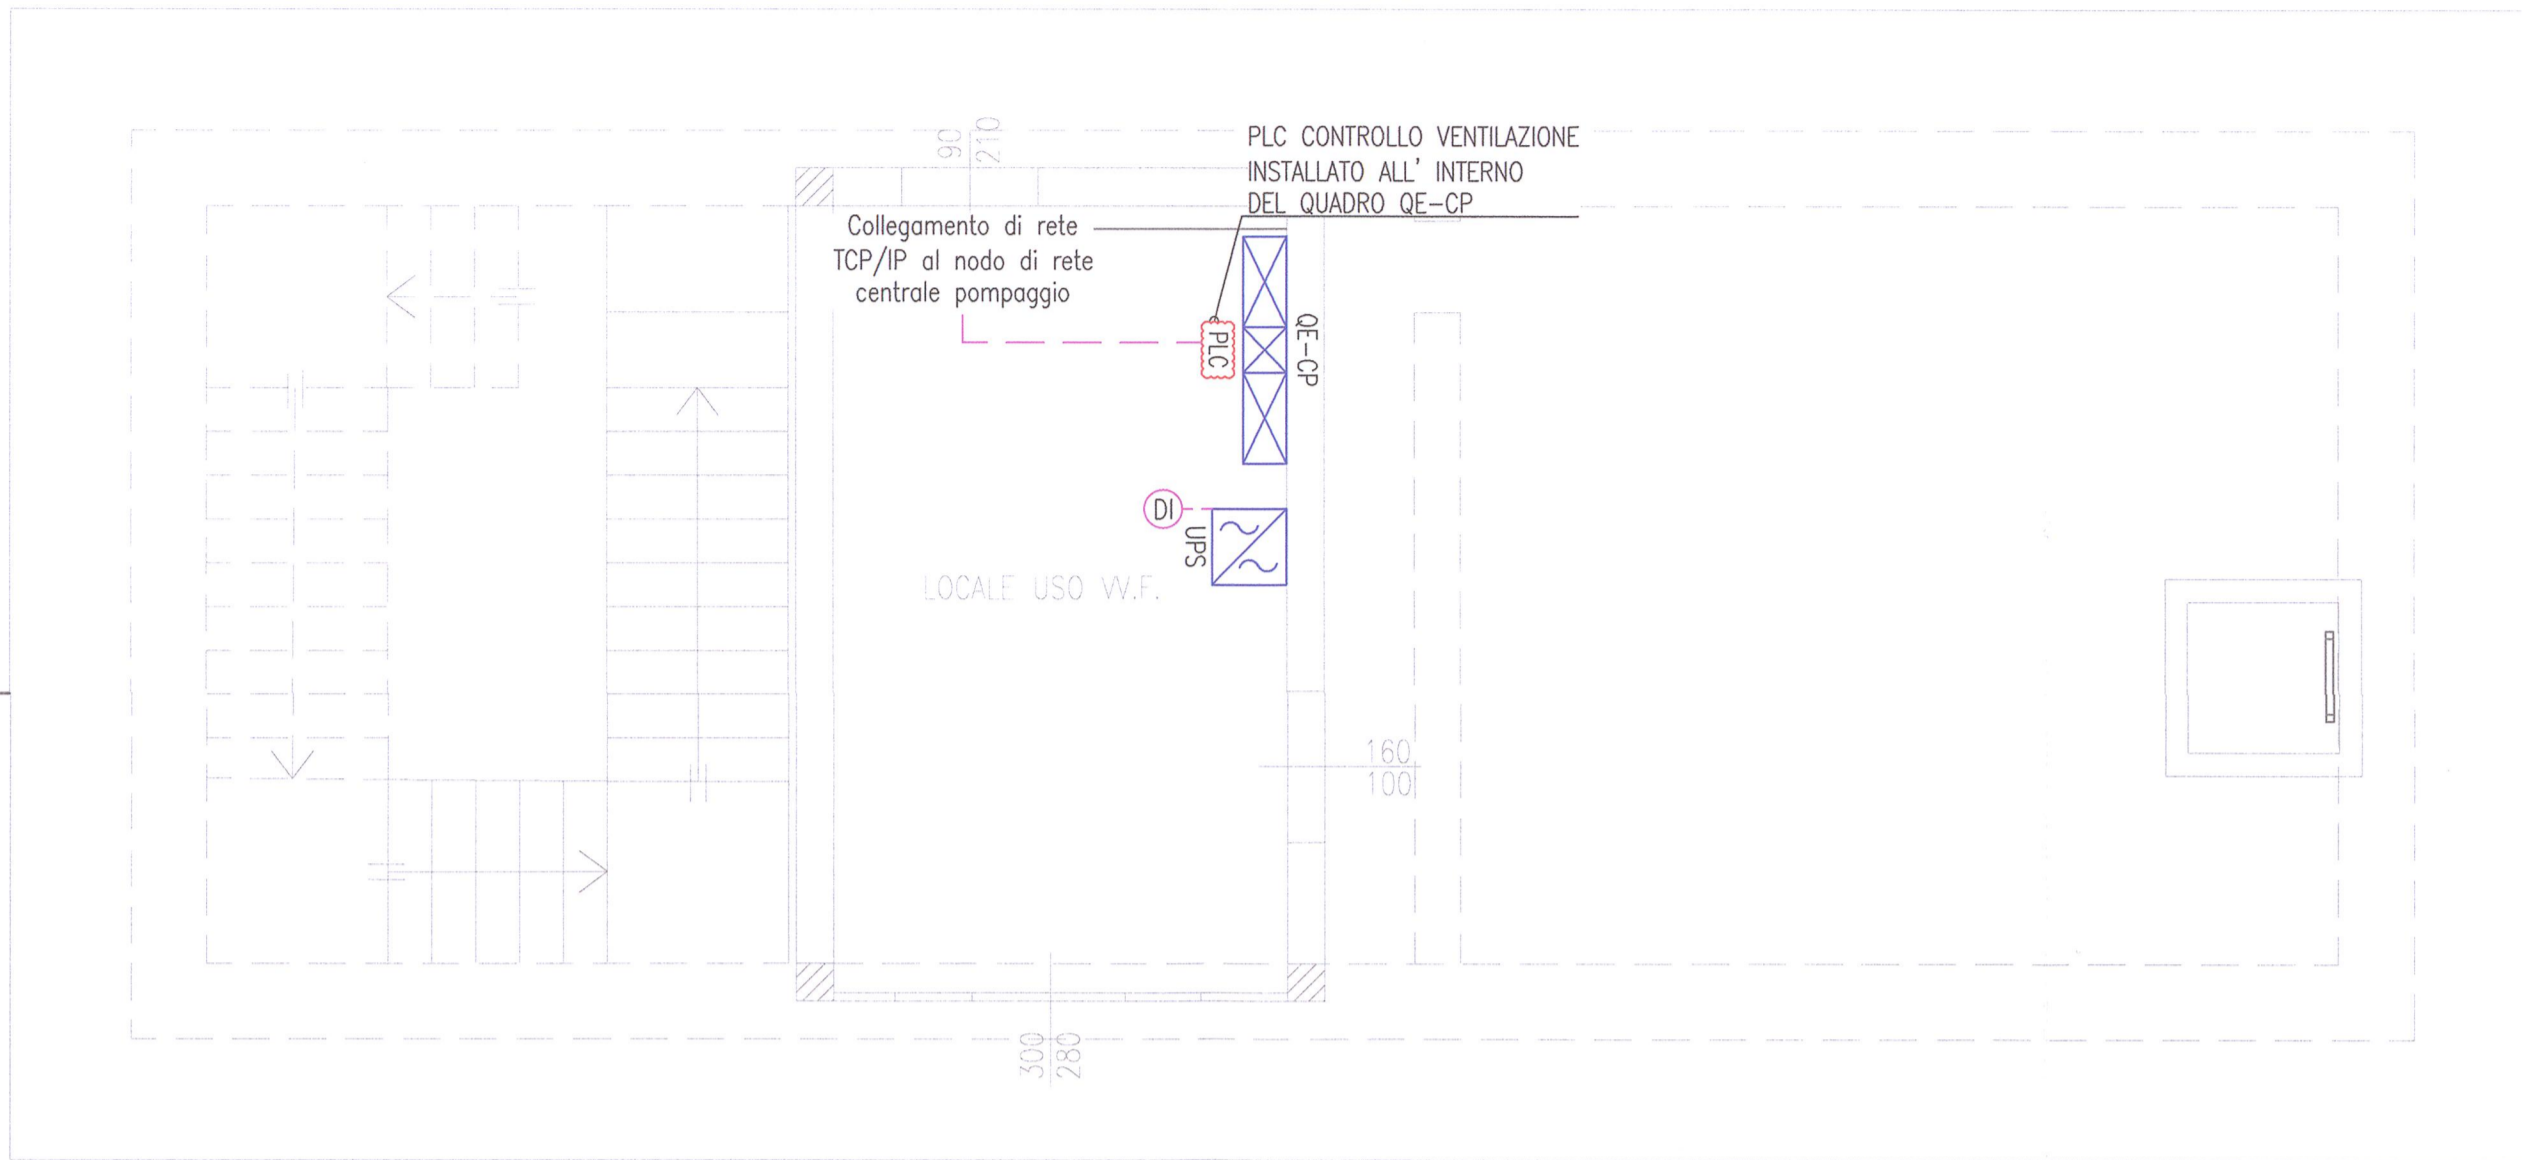 90
210
PLC CONTROLLO VENTILAZIONE
INSTALLATO ALL' INTERNO
DEL QUADRO QE-CP
Collegamento di rete
TCP/IP al nodo di rete
centrale pompaggio
PLC
QE-CP
DI
UPS
LOCALE USO VV.F.
160
100
300
280